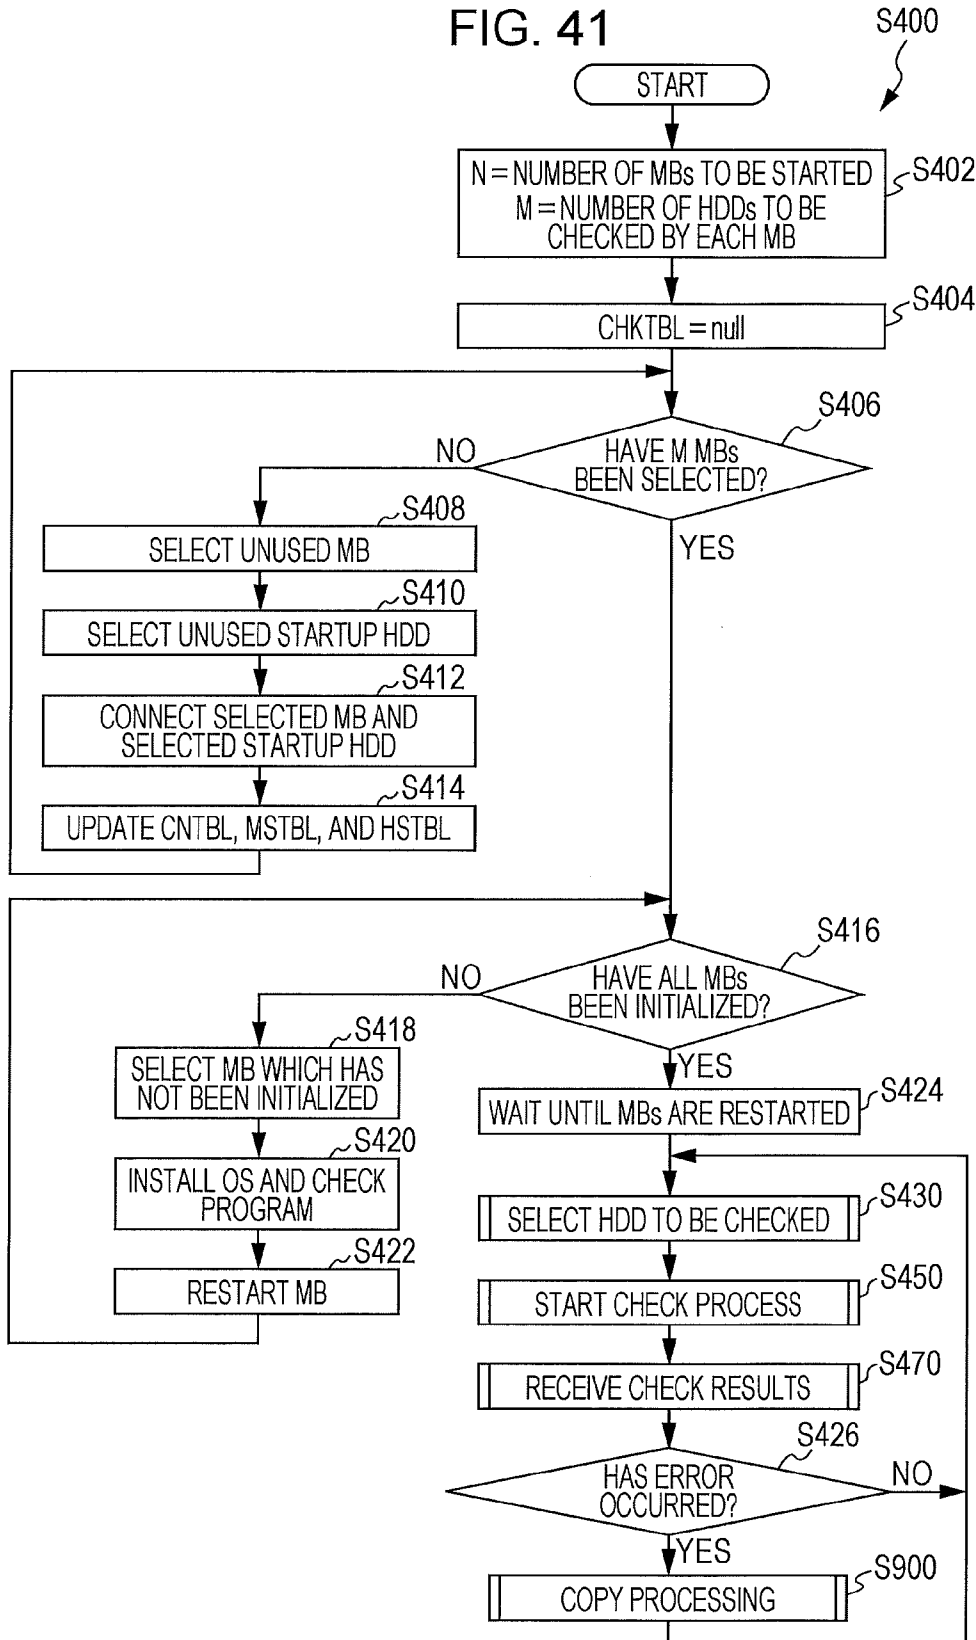 FIG. 41
S400
START
N = NUMBER OF MBs TO BE STARTED
M = NUMBER OF HDDs TO BE
CHECKED BY EACH MB
S402
CHKTBL = null
S404
HAVE M MBs
BEEN SELECTED?
S406
NO
YES
S408
SELECT UNUSED MB
S410
SELECT UNUSED STARTUP HDD
S412
CONNECT SELECTED MB AND
SELECTED STARTUP HDD
S414
UPDATE CNTBL, MSTBL, AND HSTBL
S416
HAVE ALL MBs
BEEN INITIALIZED?
NO
YES
S418
SELECT MB WHICH HAS
NOT BEEN INITIALIZED
S420
INSTALL OS AND CHECK
PROGRAM
S422
RESTART MB
S424
WAIT UNTIL MBs ARE RESTARTED
S430
SELECT HDD TO BE CHECKED
S450
START CHECK PROCESS
S470
RECEIVE CHECK RESULTS
S426
HAS ERROR
OCCURRED?
NO
YES
S900
COPY PROCESSING